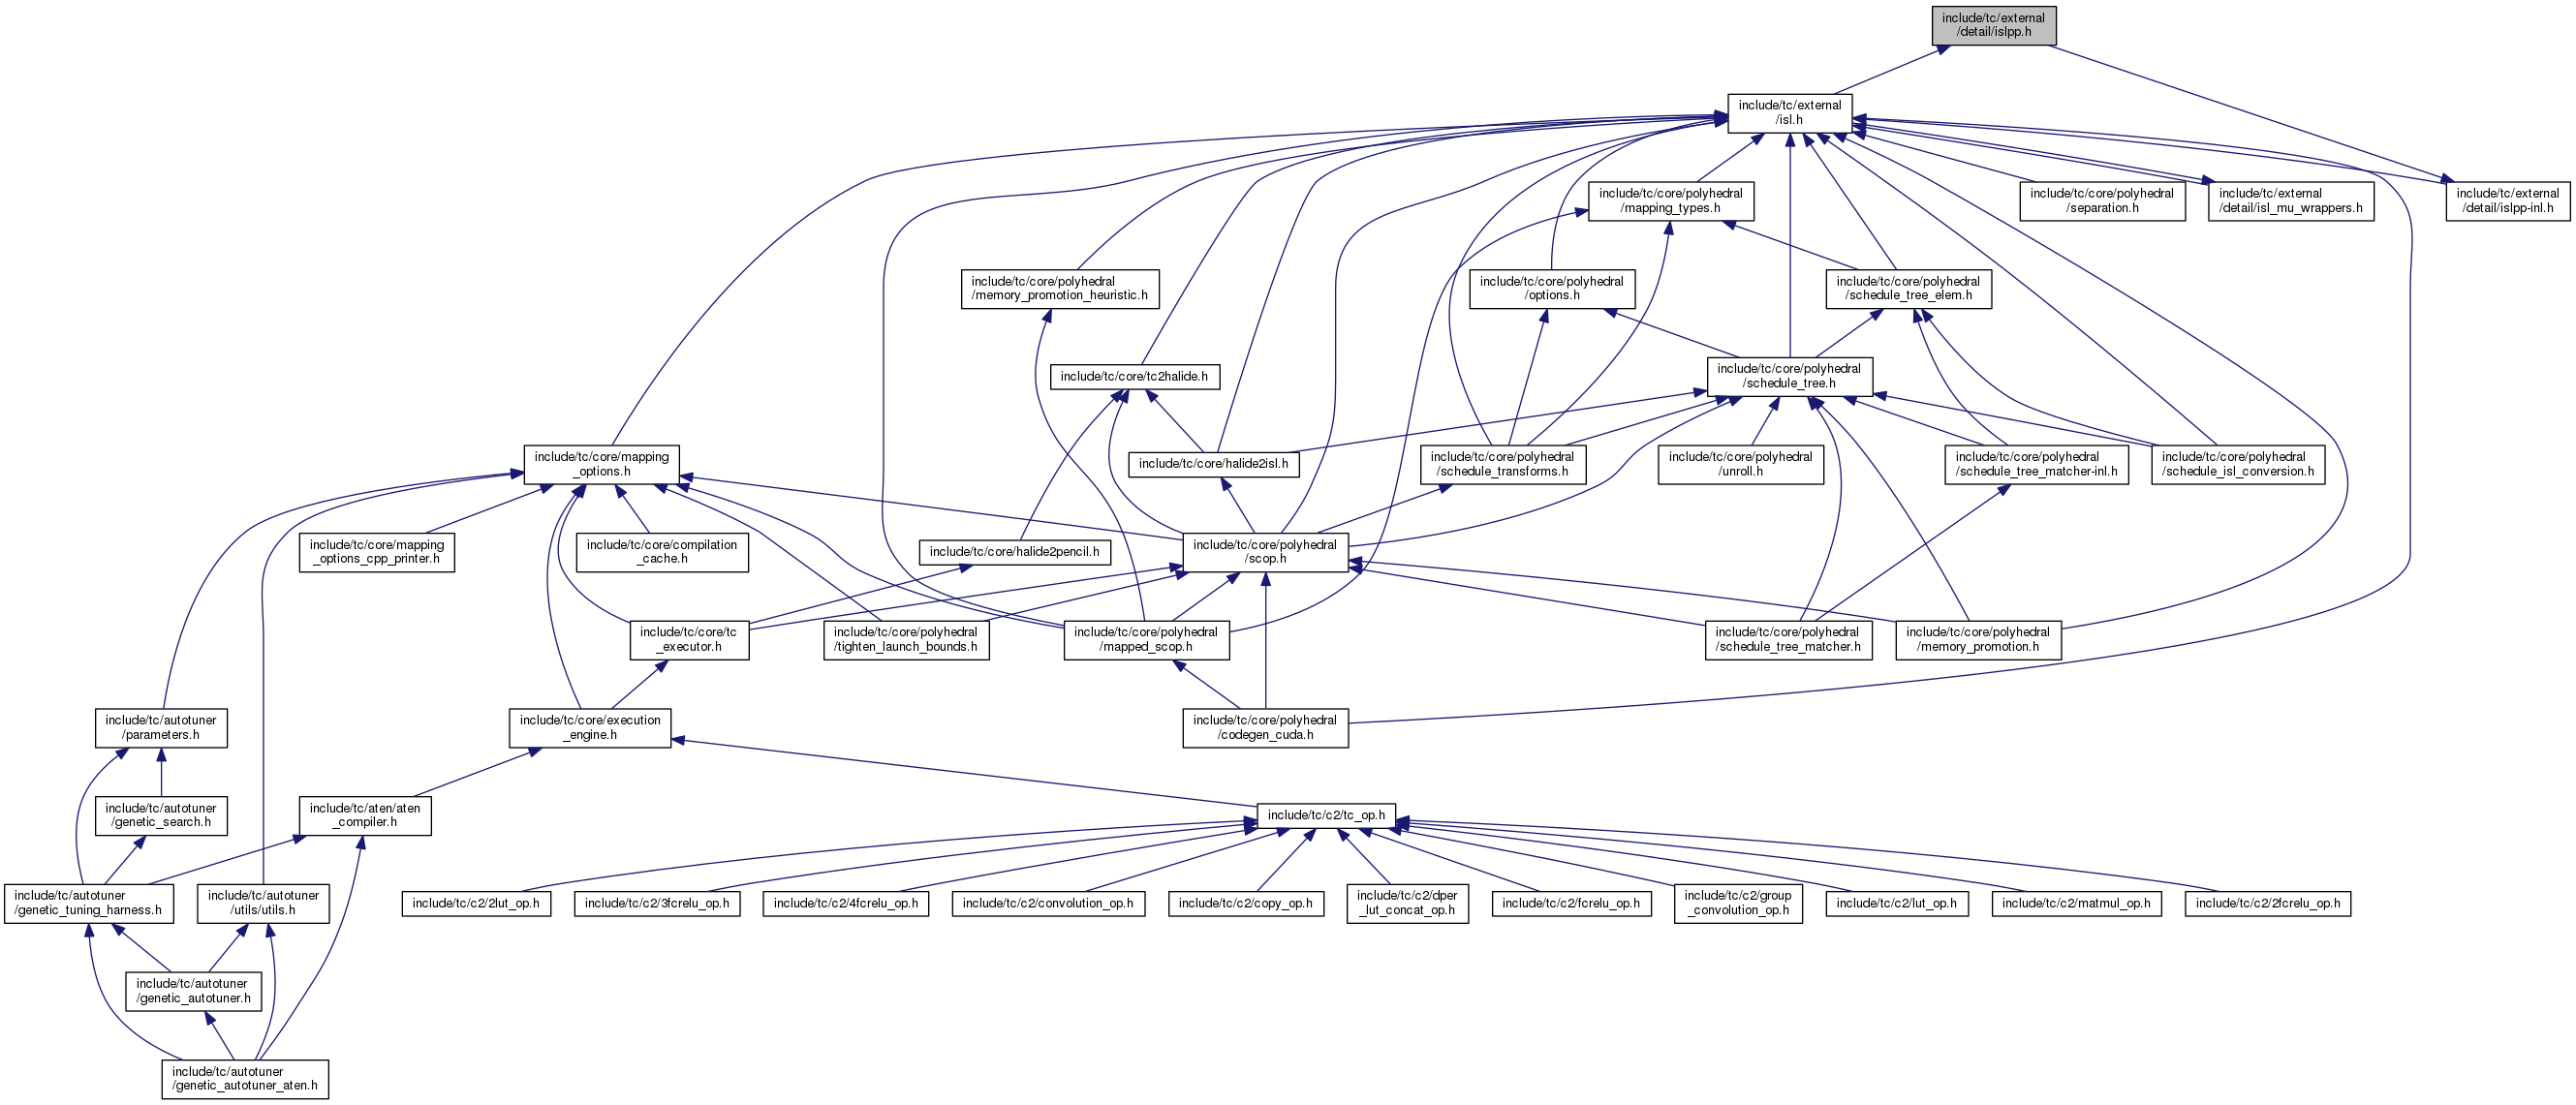 include/tc/external
/detail/islpp.h
include/tc/external
/isl.h
include/tc/core/polyhedral
/mapping_types.h
include/tc/core/polyhedral
/separation.h
include/tc/external
/detail/isl_mu_wrappers.h
include/tc/external
/detail/islpp-inl.h
include/tc/core/polyhedral
/memory_promotion_heuristic.h
include/tc/core/polyhedral
/options.h
include/tc/core/polyhedral
/schedule_tree_elem.h
include/tc/core/tc2halide.h
include/tc/core/polyhedral
/schedule_tree.h
include/tc/core/mapping
_options.h
include/tc/core/halide2isl.h
include/tc/core/polyhedral
/schedule_transforms.h
include/tc/core/polyhedral
/unroll.h
include/tc/core/polyhedral
/schedule_tree_matcher-inl.h
include/tc/core/polyhedral
/schedule_isl_conversion.h
include/tc/core/mapping
_options_cpp_printer.h
include/tc/core/compilation
_cache.h
include/tc/core/halide2pencil.h
include/tc/core/polyhedral
/scop.h
include/tc/core/tc
_executor.h
include/tc/core/polyhedral
/tighten_launch_bounds.h
include/tc/core/polyhedral
/mapped_scop.h
include/tc/core/polyhedral
/schedule_tree_matcher.h
include/tc/core/polyhedral
/memory_promotion.h
include/tc/autotuner
/parameters.h
include/tc/core/execution
_engine.h
include/tc/core/polyhedral
/codegen_cuda.h
include/tc/autotuner
/genetic_search.h
include/tc/aten/aten
_compiler.h
include/tc/c2/tc_op.h
include/tc/autotuner
/genetic_tuning_harness.h
include/tc/autotuner
/utils/utils.h
include/tc/c2/2lut_op.h
include/tc/c2/3fcrelu_op.h
include/tc/c2/4fcrelu_op.h
include/tc/c2/convolution_op.h
include/tc/c2/copy_op.h
include/tc/c2/dper
_lut_concat_op.h
include/tc/c2/fcrelu_op.h
include/tc/c2/group
_convolution_op.h
include/tc/c2/lut_op.h
include/tc/c2/matmul_op.h
include/tc/c2/2fcrelu_op.h
include/tc/autotuner
/genetic_autotuner.h
include/tc/autotuner
/genetic_autotuner_aten.h